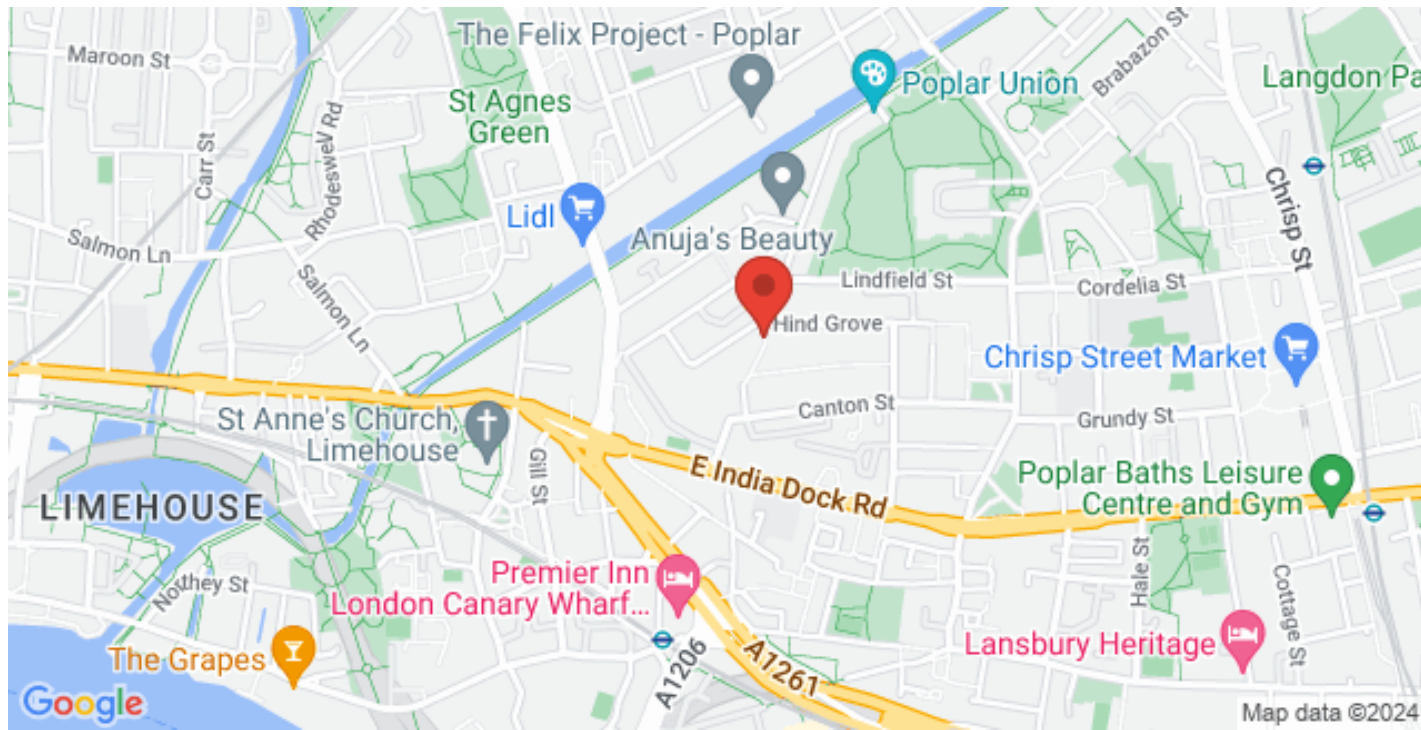 Maroon St
The Felix Project - Poplar
Brabazon St
St Agnes
Green
Poplar Union
Langdon Pa
Carr St
Rhodeswell Rd
Lidl
Chrisp St
Salmon Ln
Anuja's Beauty
Salmon Ln
Lindfield St
Cordelia St
Hind Grove
Chrisp Street Market
Canton St
Grundy St
St Anne's Church,
Limehouse
Gill St
E India Dock Rd
Poplar Baths Leisure
Centre and Gym
LIMEHOUSE
Northey St
Premier Inn
London Canary Wharf...
Hale St
Cottage St
The Grapes
Lansbury Heritage
A1206
A1261
Google
Map data ©2024